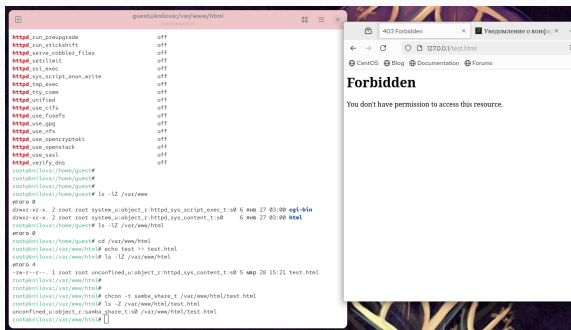 guest@knilova:/var/www/html
httpd_run_preupgrade off
httpd_run_stickshift off
httpd_serve_cobbler_files off
httpd_setrlimit off
httpd_ssi_exec off
httpd_sys_script_anon_write off
httpd_tmp_exec off
httpd_tty_comm off
httpd_unified off
httpd_use_cifs off
httpd_use_fusefs off
httpd_use_gpg off
httpd_use_nfs off
httpd_use_opencryptoki off
httpd_use_openstack off
httpd_use_sasl off
httpd_verify_dns off
root@knilova:/home/guest#
root@knilova:/home/guest#
root@knilova:/home/guest# ls -lZ /var/www
итого 0
drwxr-xr-x. 2 root root system_u:object_r:httpd_sys_script_exec_t:s0 6 янв 27 03:00 cgi-bin
drwxr-xr-x. 2 root root system_u:object_r:httpd_sys_content_t:s0 6 янв 27 03:00 html
root@knilova:/home/guest# ls -lZ /var/www/html
итого 0
root@knilova:/home/guest# cd /var/www/html
root@knilova:/var/www/html# echo test >> test.html
root@knilova:/var/www/html# ls -lZ
итого 4
-rw-r--r--. 1 root root unconfined_u:object_r:httpd_sys_content_t:s0 5 мар 28 15:21 test.html
root@knilova:/var/www/html#
root@knilova:/var/www/html#
root@knilova:/var/www/html# chcon -t samba_share_t /var/www/html/test.html
root@knilova:/var/www/html# ls -Z /var/www/html/test.html
unconfined_u:object_r:samba_share_t:s0 /var/www/html/test.html
root@knilova:/var/www/html#
403 Forbidden
Уведомление о конфи
127.0.0.1/test.html
CentOS Blog Documentation Forums
Forbidden
You don't have permission to access this resource.